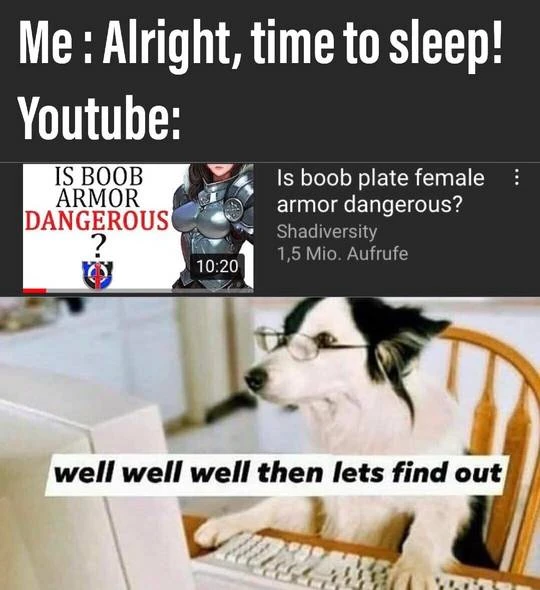 Me : Alright, time to sleep!
Youtube:
IS BOOB
ARMOR
DANGEROUS
?
10:20
Is boob plate female
armor dangerous?
Shadiversity
1,5 Mio. Aufrufe
well well well then lets find out